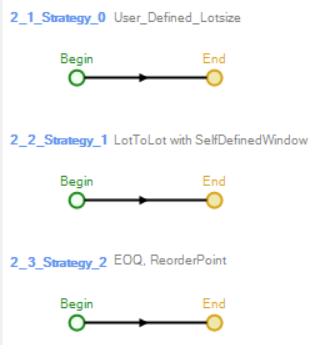 2_1_Strategy_0 User_Defined_Lotsize
Begin End
2_2_Strategy_1 LotToLot with SelfDefinedWindow
Begin End
2_3_Strategy_2 EOQ, ReorderPoint
Begin End